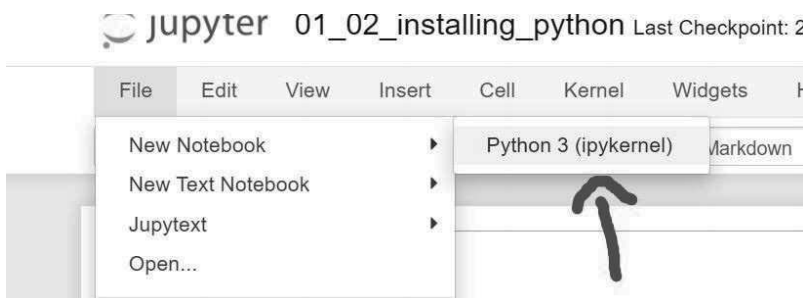 jupyter 01_02_installing_python Last Checkpoint: 2
File Edit View Insert Cell Kernel Widgets
New Notebook Python 3 (ipykernel) Markdown
New Text Notebook
Jupytext
Open...